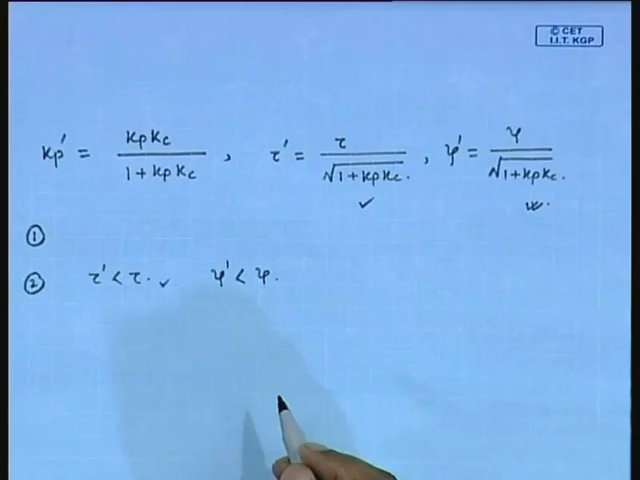 © CET
I.I.T. KGP
Kp' = KpKc / 1 + KpKc , τ' = τ / √1 + KpKc. , ψ' = ψ / √1 + KpKc.
①
② τ' < τ. ✓ ψ' < ψ.